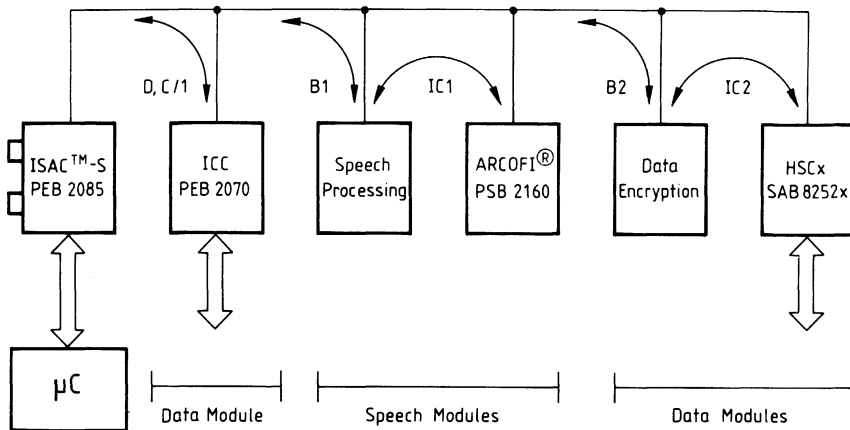 D, C/1
B1
IC1
B2
IC2
ISAC™-S
PEB 2085
ICC
PEB 2070
Speech
Processing
ARCOFI®
PSB 2160
Data
Encryption
HSCx
SAB 8252x
µC
Data Module
Speech Modules
Data Modules